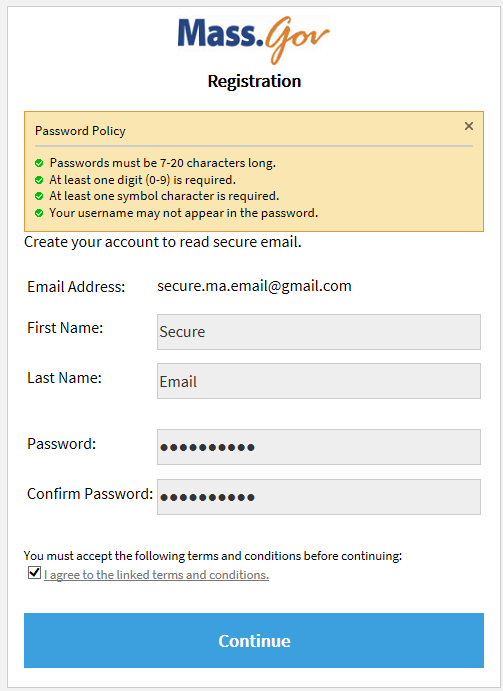 Mass.Gov
Registration
Password Policy
Passwords must be 7-20 characters long.
At least one digit (0-9) is required.
At least one symbol character is required.
Your username may not appear in the password.
Create your account to read secure email.
Email Address: secure.ma.email@gmail.com
First Name: Secure
Last Name: Email
Password: ●●●●●●●●●●
Confirm Password: ●●●●●●●●●●
You must accept the following terms and conditions before continuing:
I agree to the linked terms and conditions.
Continue